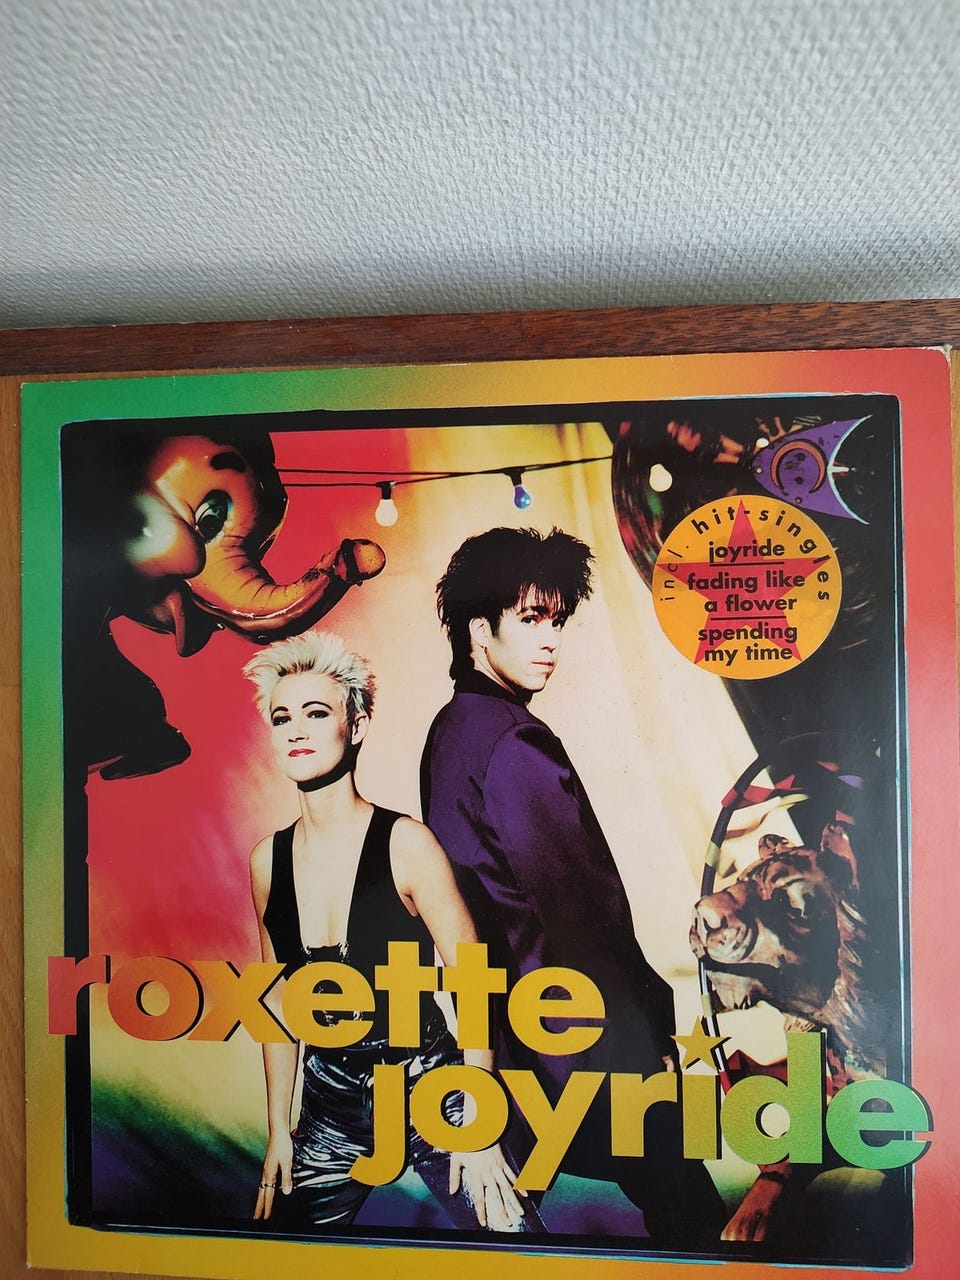 incl. hit-singles
joyride
fading like
a flower
spending
my time
roxette
joyride